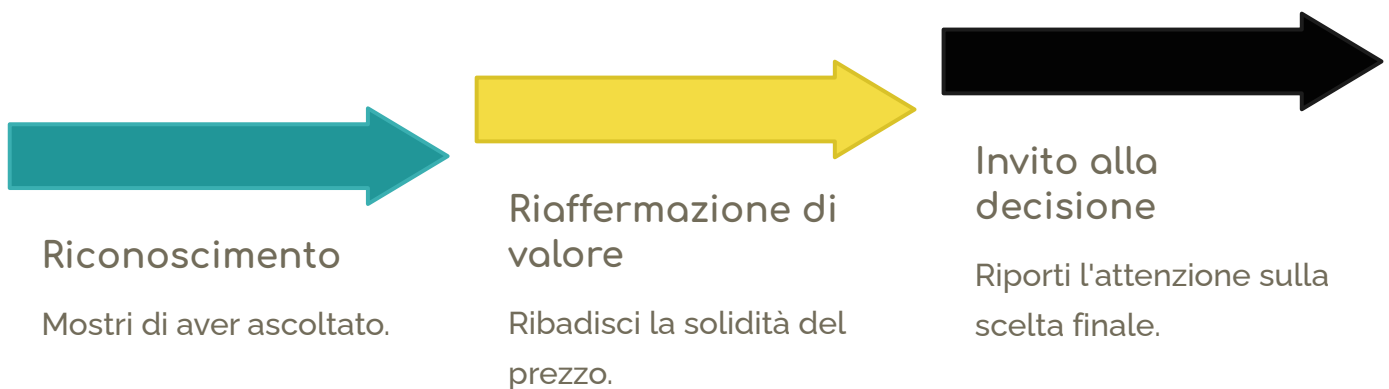 Riconoscimento
Mostri di aver ascoltato.
Riaffermazione di
valore
Ribadisci la solidità del
prezzo.
Invito alla
decisione
Riporti l'attenzione sulla
scelta finale.